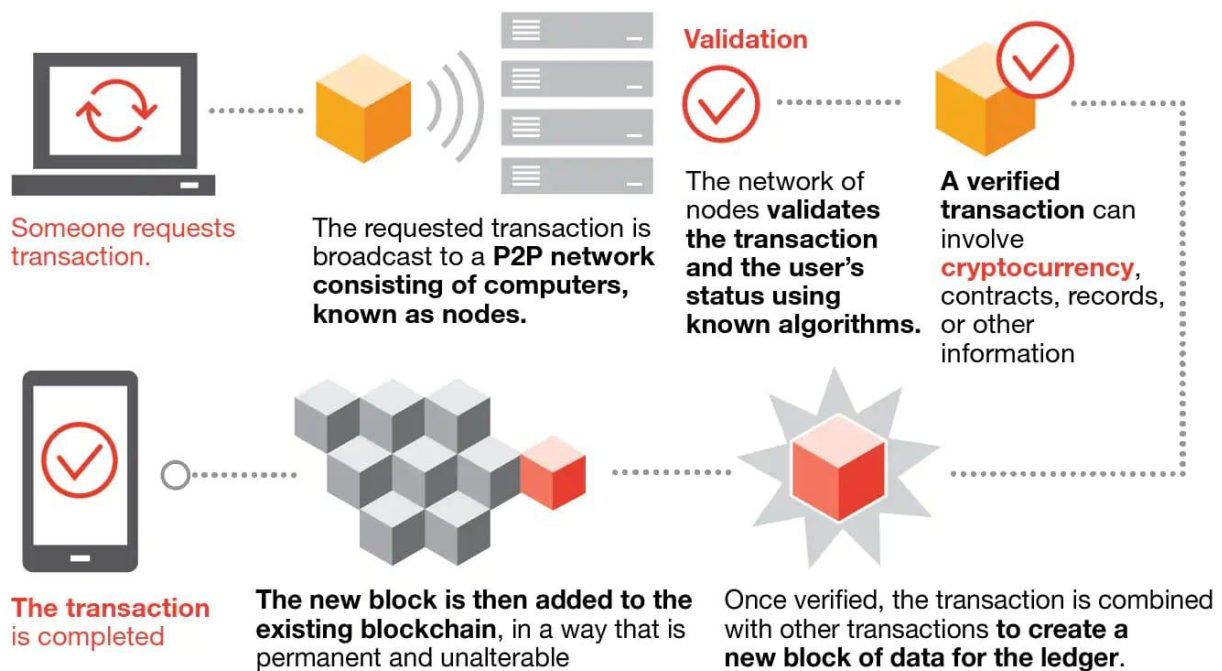 Someone requests
transaction.
The requested transaction is
broadcast to a P2P network
consisting of computers,
known as nodes.
Validation
The network of
nodes validates
the transaction
and the user's
status using
known algorithms.
A verified
transaction can
involve
cryptocurrency,
contracts, records,
or other
information
Once verified, the transaction is combined
with other transactions to create a
new block of data for the ledger.
The new block is then added to the
existing blockchain, in a way that is
permanent and unalterable
The transaction
is completed